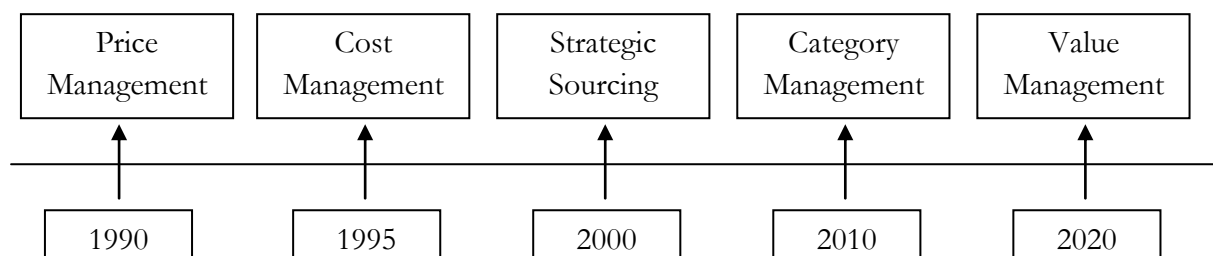 Price
Management
Cost
Management
Strategic
Sourcing
Category
Management
Value
Management
1990
1995
2000
2010
2020